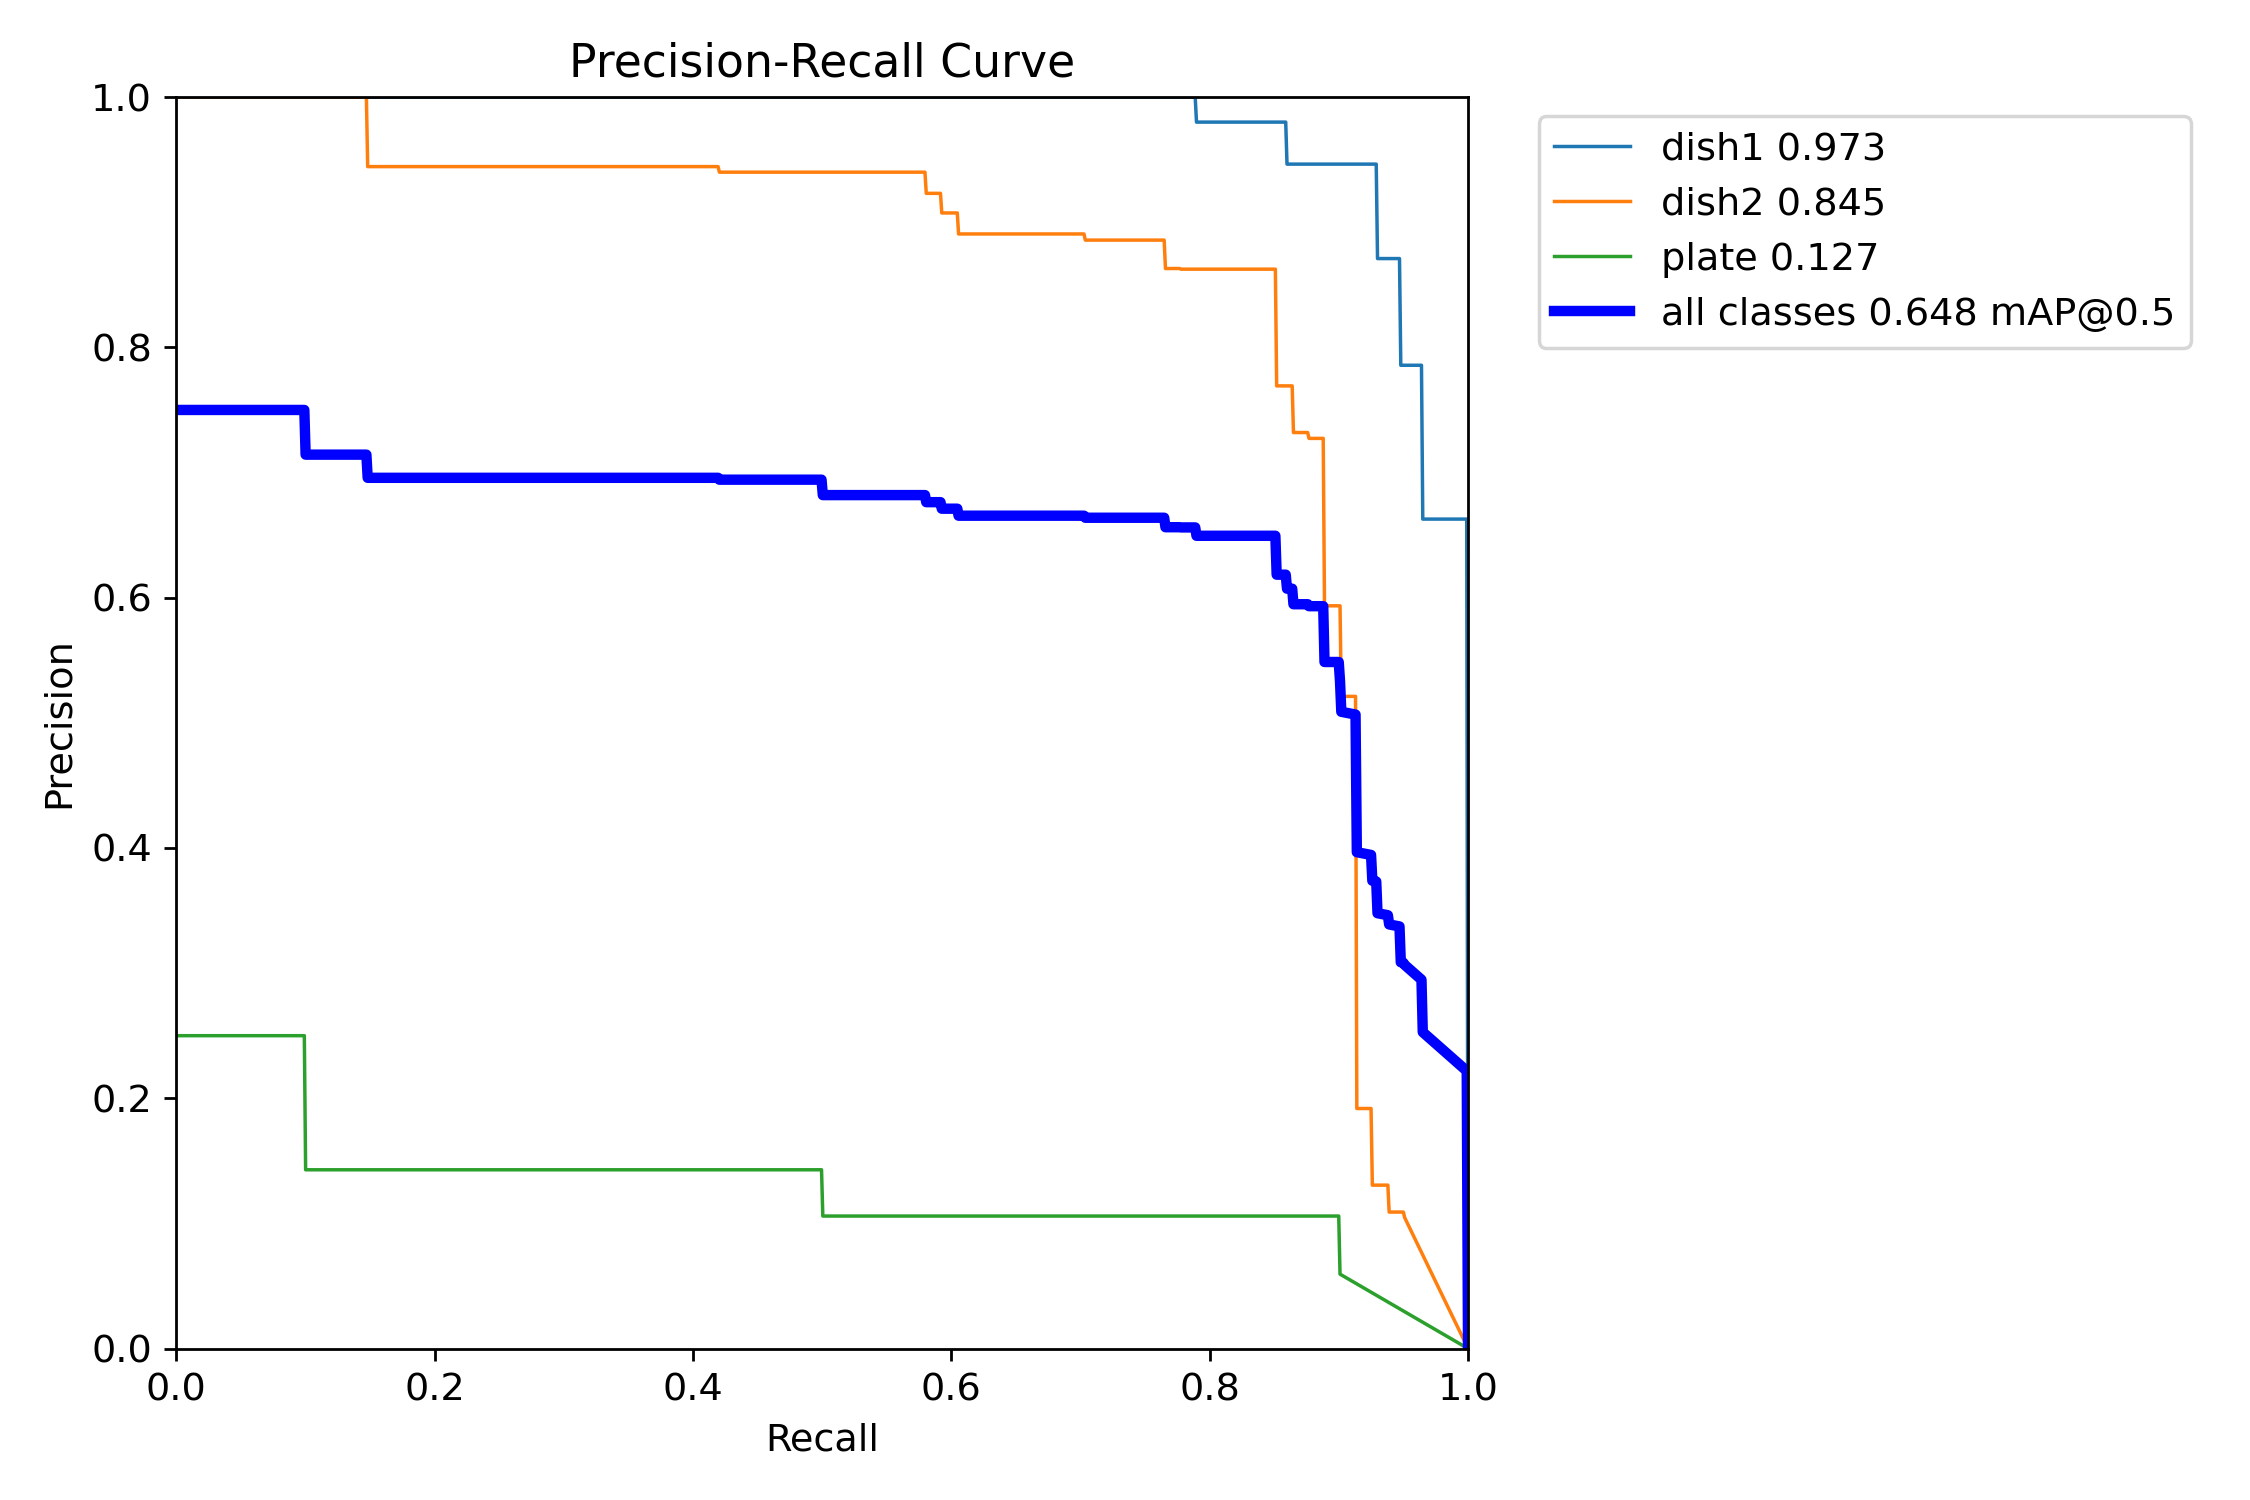 Precision-Recall Curve
1.0
0.8
0.6
0.4
0.2
0.0
Precision
0.0 0.2 0.4 0.6 0.8 1.0
Recall
dish1 0.973
dish2 0.845
plate 0.127
all classes 0.648 mAP@0.5